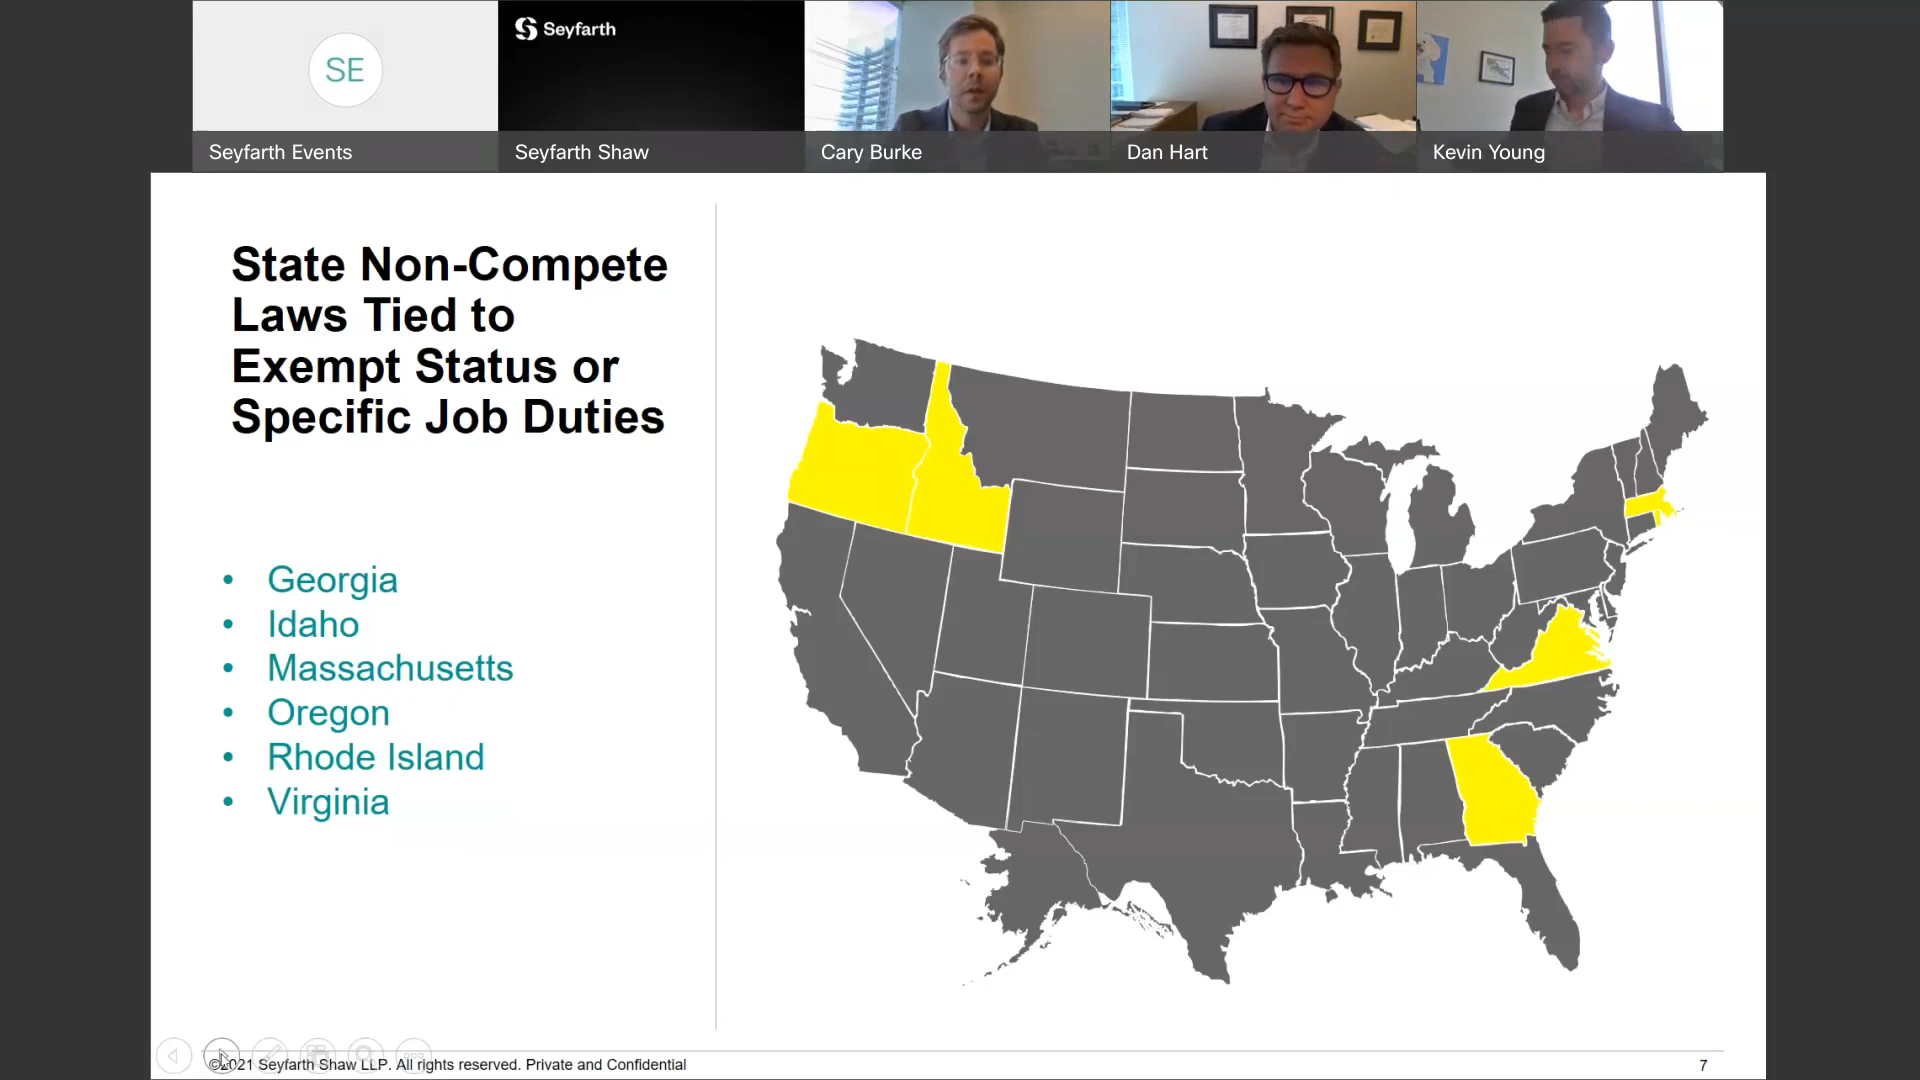 SE
Seyfarth
Seyfarth Events
Seyfarth Shaw
Cary Burke
Dan Hart
Kevin Young
State Non-Compete
Laws Tied to
Exempt Status or
Specific Job Duties
• Georgia
• Idaho
• Massachusetts
• Oregon
• Rhode Island
• Virginia
©2021 Seyfarth Shaw LLP. All rights reserved. Private and Confidential
7